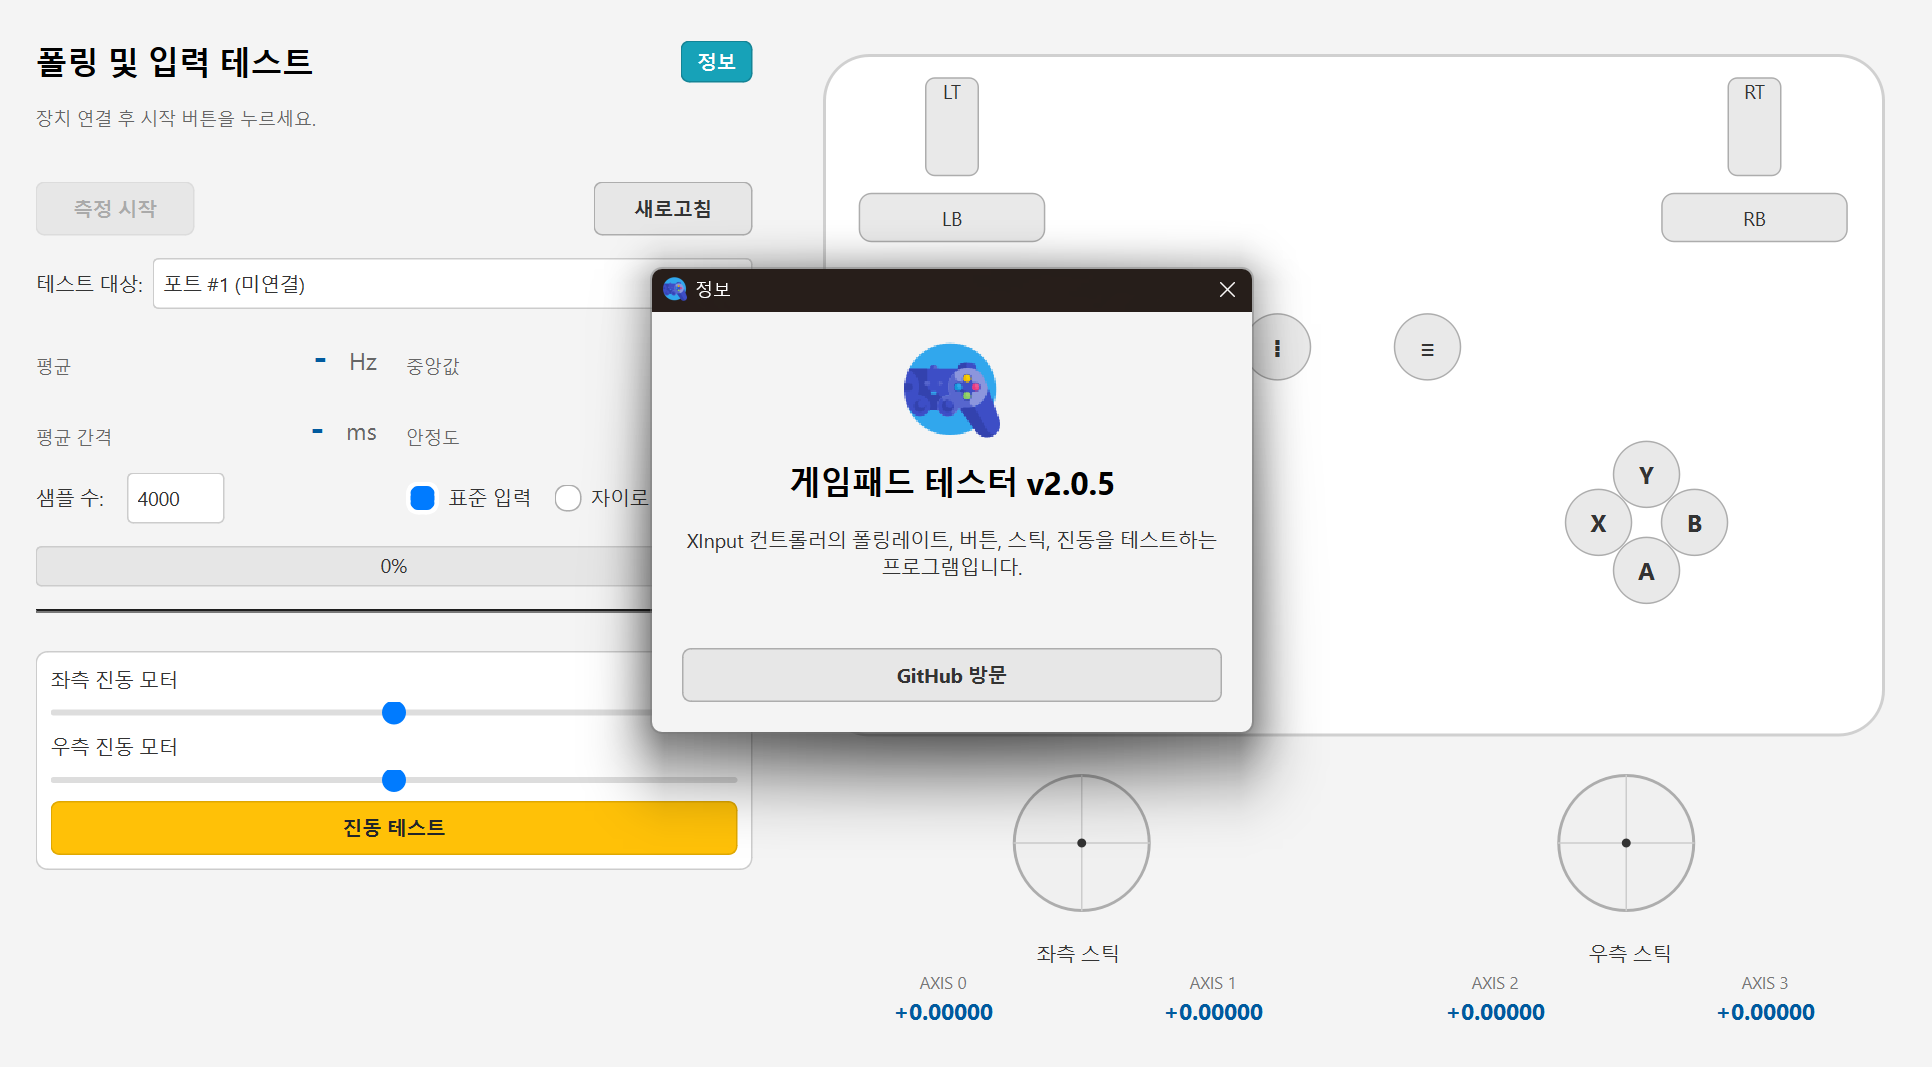 폴링 및 입력 테스트
정보
장치 연결 후 시작 버튼을 누르세요.
측정 시작
새로고침
테스트 대상:
포트 #1 (미연결)
평균
- Hz
중앙값
평균 간격
- ms
안정도
샘플 수:
4000
표준 입력
자이로
0%
좌측 진동 모터
우측 진동 모터
진동 테스트
정보
게임패드 테스터 v2.0.5
XInput 컨트롤러의 폴링레이트, 버튼, 스틱, 진동을 테스트하는
프로그램입니다.
GitHub 방문
LT
RT
LB
RB
Y
X
B
A
좌측 스틱
우측 스틱
AXIS 0
AXIS 1
AXIS 2
AXIS 3
+0.00000
+0.00000
+0.00000
+0.00000